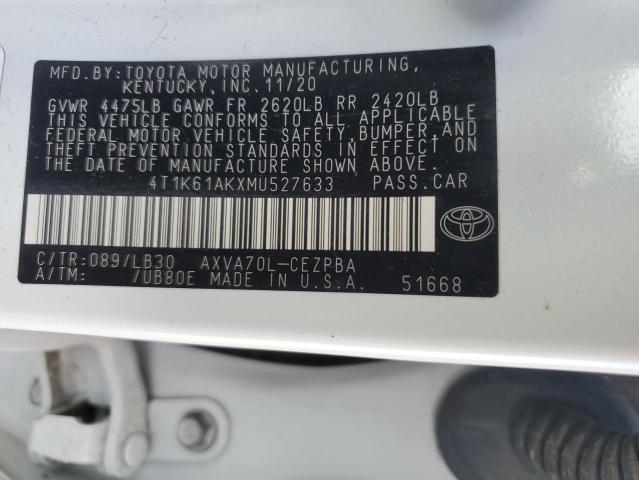 MFD.BY:TOYOTA MOTOR MANUFACTURING,
KENTUCKY, INC. 11/20
GVWR 4475LB GAWR FR 2620LB RR 2420LB
THIS VEHICLE CONFORMS TO ALL APPLICABLE
FEDERAL MOTOR VEHICLE SAFETY, BUMPER, AND
THEFT PREVENTION STANDARDS IN EFFECT ON
THE DATE OF MANUFACTURE SHOWN ABOVE.
4T1K61AKXMU527633 PASS.CAR
C/TR:089/LB30 AXVA70L-CEZPBA
A/TM: /UB80E MADE IN U.S.A. 51668